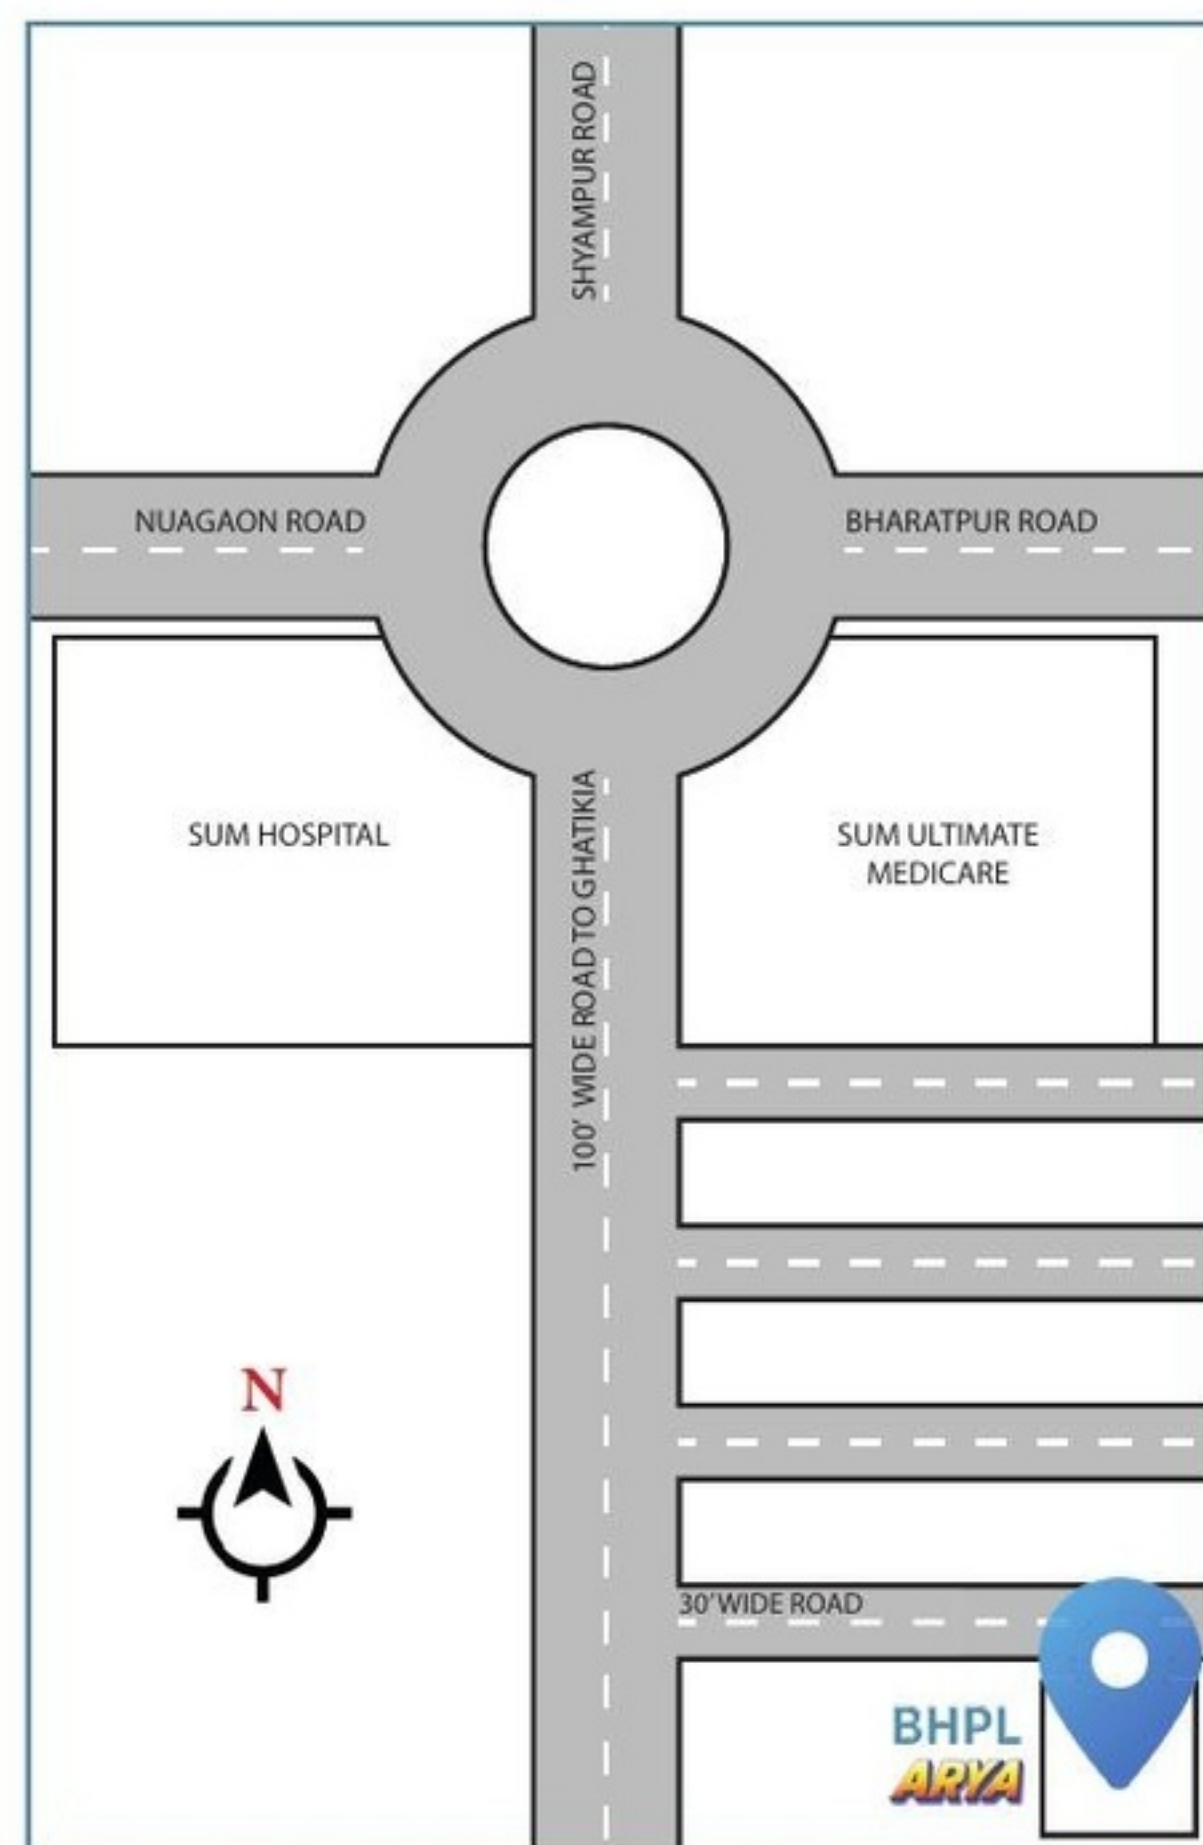 SHYAMPUR ROAD
NUAGAON ROAD
BHARATPUR ROAD
SUM HOSPITAL
SUM ULTIMATE
MEDICARE
100' WIDE ROAD TO GHATIKIA
N
30' WIDE ROAD
BHPL
ARYA